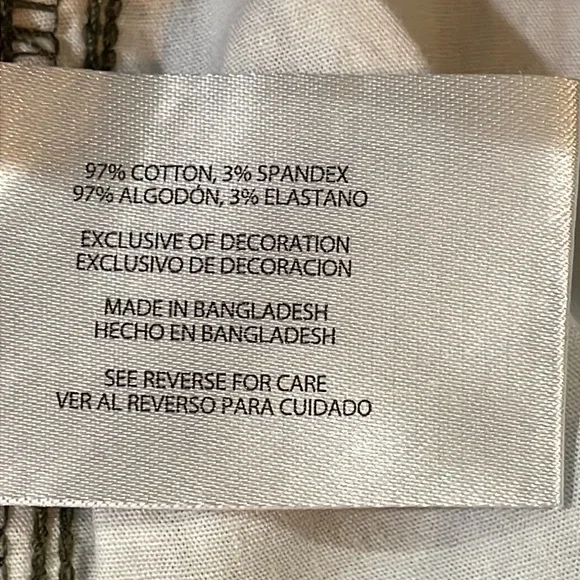 97% COTTON, 3% SPANDEX
97% ALGODÓN, 3% ELASTANO
EXCLUSIVE OF DECORATION
EXCLUSIVO DE DECORACION
MADE IN BANGLADESH
HECHO EN BANGLADESH
SEE REVERSE FOR CARE
VER AL REVERSO PARA CUIDADO